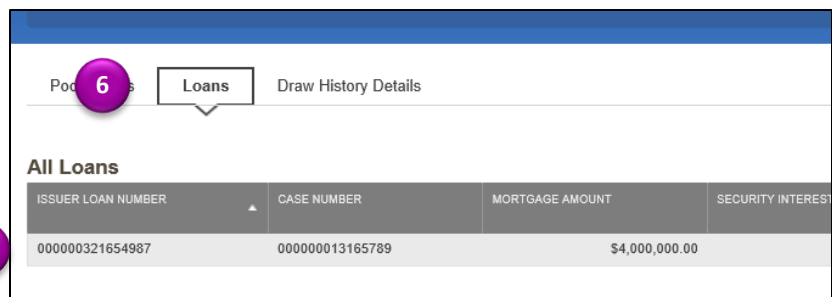 6 Loans Draw History Details
All Loans
ISSUER LOAN NUMBER CASE NUMBER MORTGAGE AMOUNT SECURITY INTEREST
000000321654987 000000013165789 $4,000,000.00